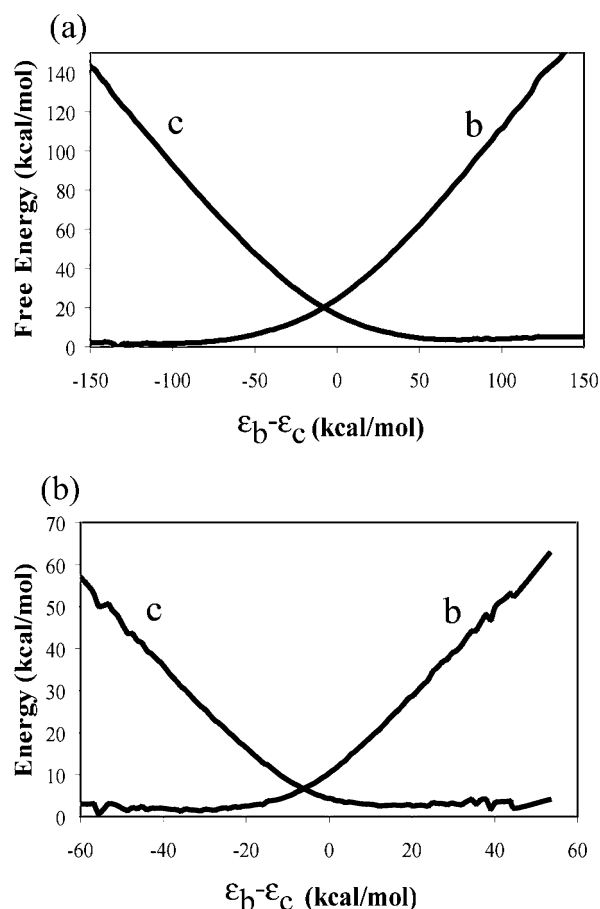 (a)
Free Energy (kcal/mol)
140
120
100
80
60
40
20
0
c
b
-150 -100 -50 0 50 100 150
εb-εc (kcal/mol)
(b)
Energy (kcal/mol)
70
60
50
40
30
20
10
0
c
b
-60 -40 -20 0 20 40 60
εb-εc (kcal/mol)